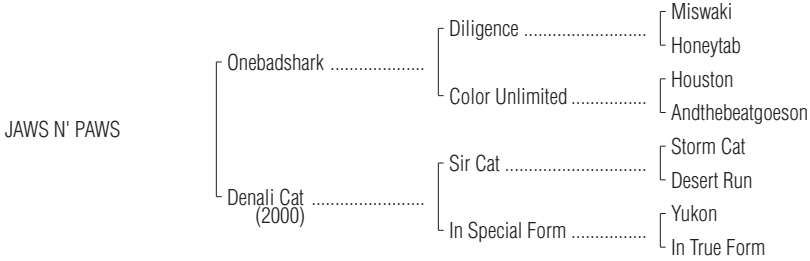 Miswaki
Diligence ........................
Honeytab
Onebadshark ....................
Houston
Color Unlimited ...............
Andthebeatgoeson
JAWS N' PAWS
Storm Cat
Sir Cat ............................
Desert Run
Denali Cat ........................
(2000)
Yukon
In Special Form ...............
In True Form